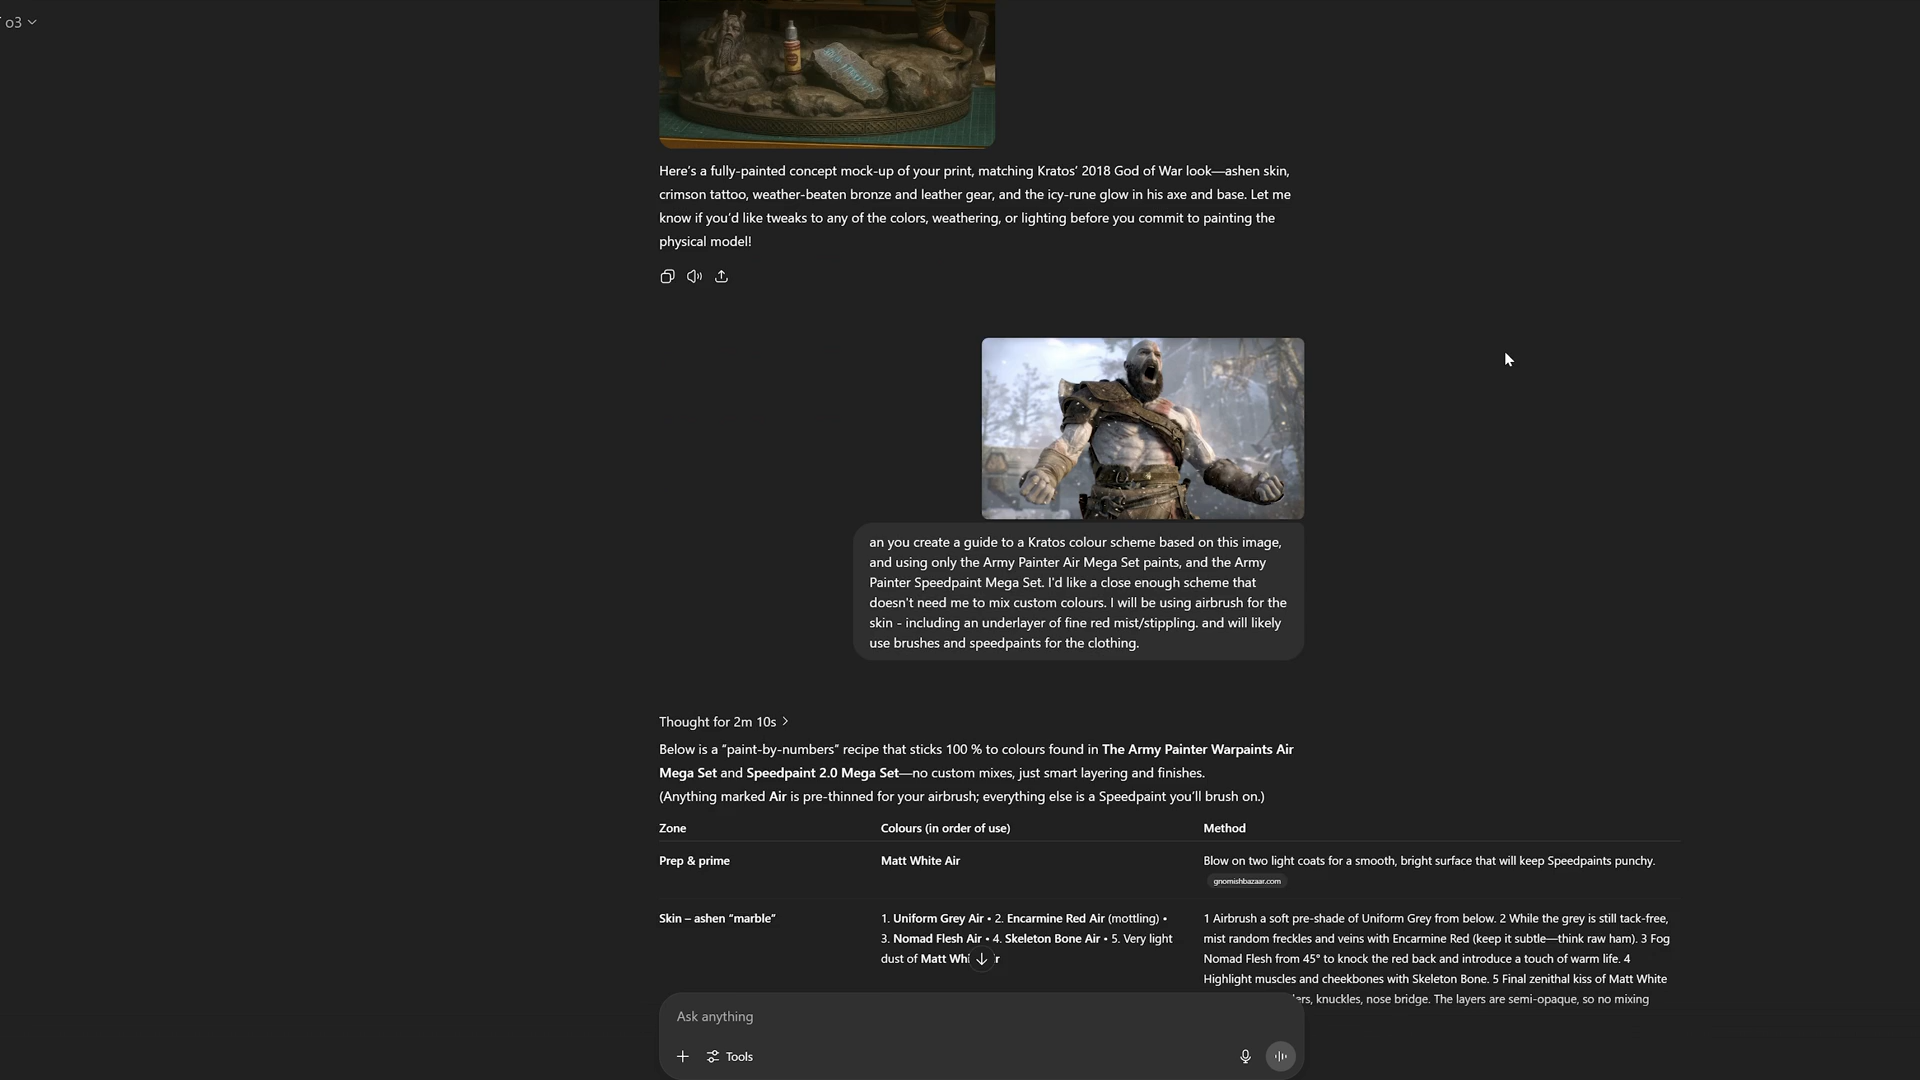 o3
Here's a fully-painted concept mock-up of your print, matching Kratos' 2018 God of War look—ashen skin,
crimson tattoo, weather-beaten bronze and leather gear, and the icy-rune glow in his axe and base. Let me
know if you'd like tweaks to any of the colors, weathering, or lighting before you commit to painting the
physical model!
an you create a guide to a Kratos colour scheme based on this image,
and using only the Army Painter Air Mega Set paints, and the Army
Painter Speedpaint Mega Set. I'd like a close enough scheme that
doesn't need me to mix custom colours. I will be using airbrush for the
skin - including an underlayer of fine red mist/stippling. and will likely
use brushes and speedpaints for the clothing.
Thought for 2m 10s
Below is a “paint-by-numbers” recipe that sticks 100 % to colours found in The Army Painter Warpaints Air
Mega Set and Speedpaint 2.0 Mega Set—no custom mixes, just smart layering and finishes.
(Anything marked Air is pre-thinned for your airbrush; everything else is a Speedpaint you'll brush on.)
Zone Colours (in order of use) Method
Prep & prime Matt White Air Blow on two light coats for a smooth, bright surface that will keep Speedpaints punchy.
gnomishbazaar.com
Skin – ashen “marble” 1. Uniform Grey Air • 2. Encarmine Red Air (mottling) • 1 Airbrush a soft pre-shade of Uniform Grey from below. 2 While the grey is still tack-free,
3. Nomad Flesh Air • 4. Skeleton Bone Air • 5. Very light mist random freckles and veins with Encarmine Red (keep it subtle—think raw ham). 3 Fog
dust of Matt Whi r Nomad Flesh from 45° to knock the red back and introduce a touch of warm life. 4
Highlight muscles and cheekbones with Skeleton Bone. 5 Final zenithal kiss of Matt White
ers, knuckles, nose bridge. The layers are semi-opaque, so no mixing
Ask anything
Tools